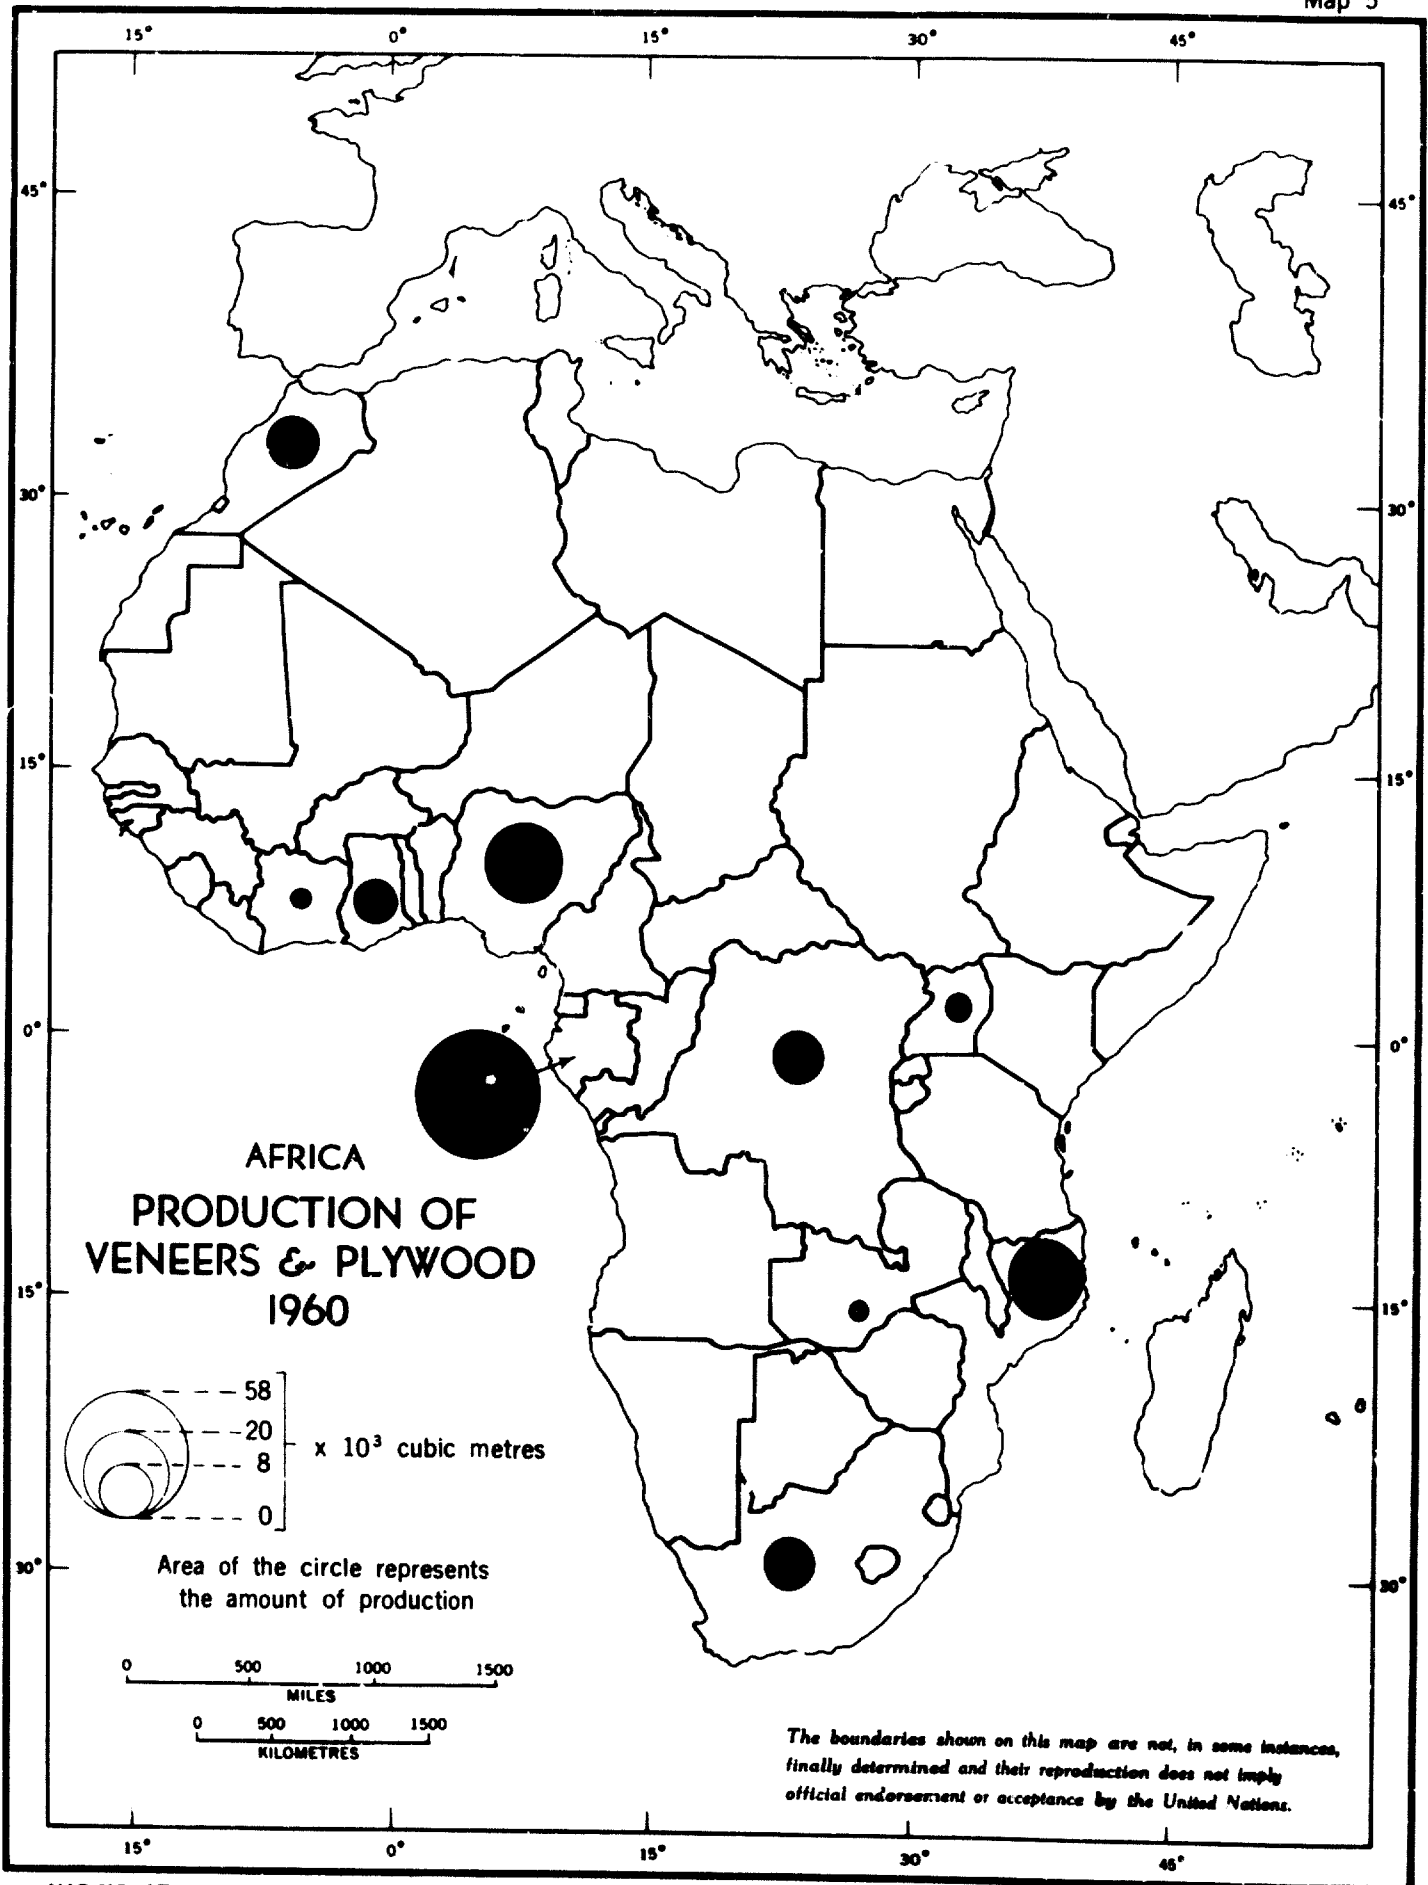 Map 5
15° 0° 15° 30° 45°
45° 45°
30° 30°
15° 15°
0° 0°
15° 15°
30° 30°
AFRICA
PRODUCTION OF
VENEERS & PLYWOOD
1960
58
20
8
0
x 10³ cubic metres
Area of the circle represents
the amount of production
0 500 1000 1500
MILES
0 500 1000 1500
KILOMETRES
The boundaries shown on this map are not, in some instances,
finally determined and their reproduction does not imply
official endorsement or acceptance by the United Nations.
15° 0° 15° 30° 45°